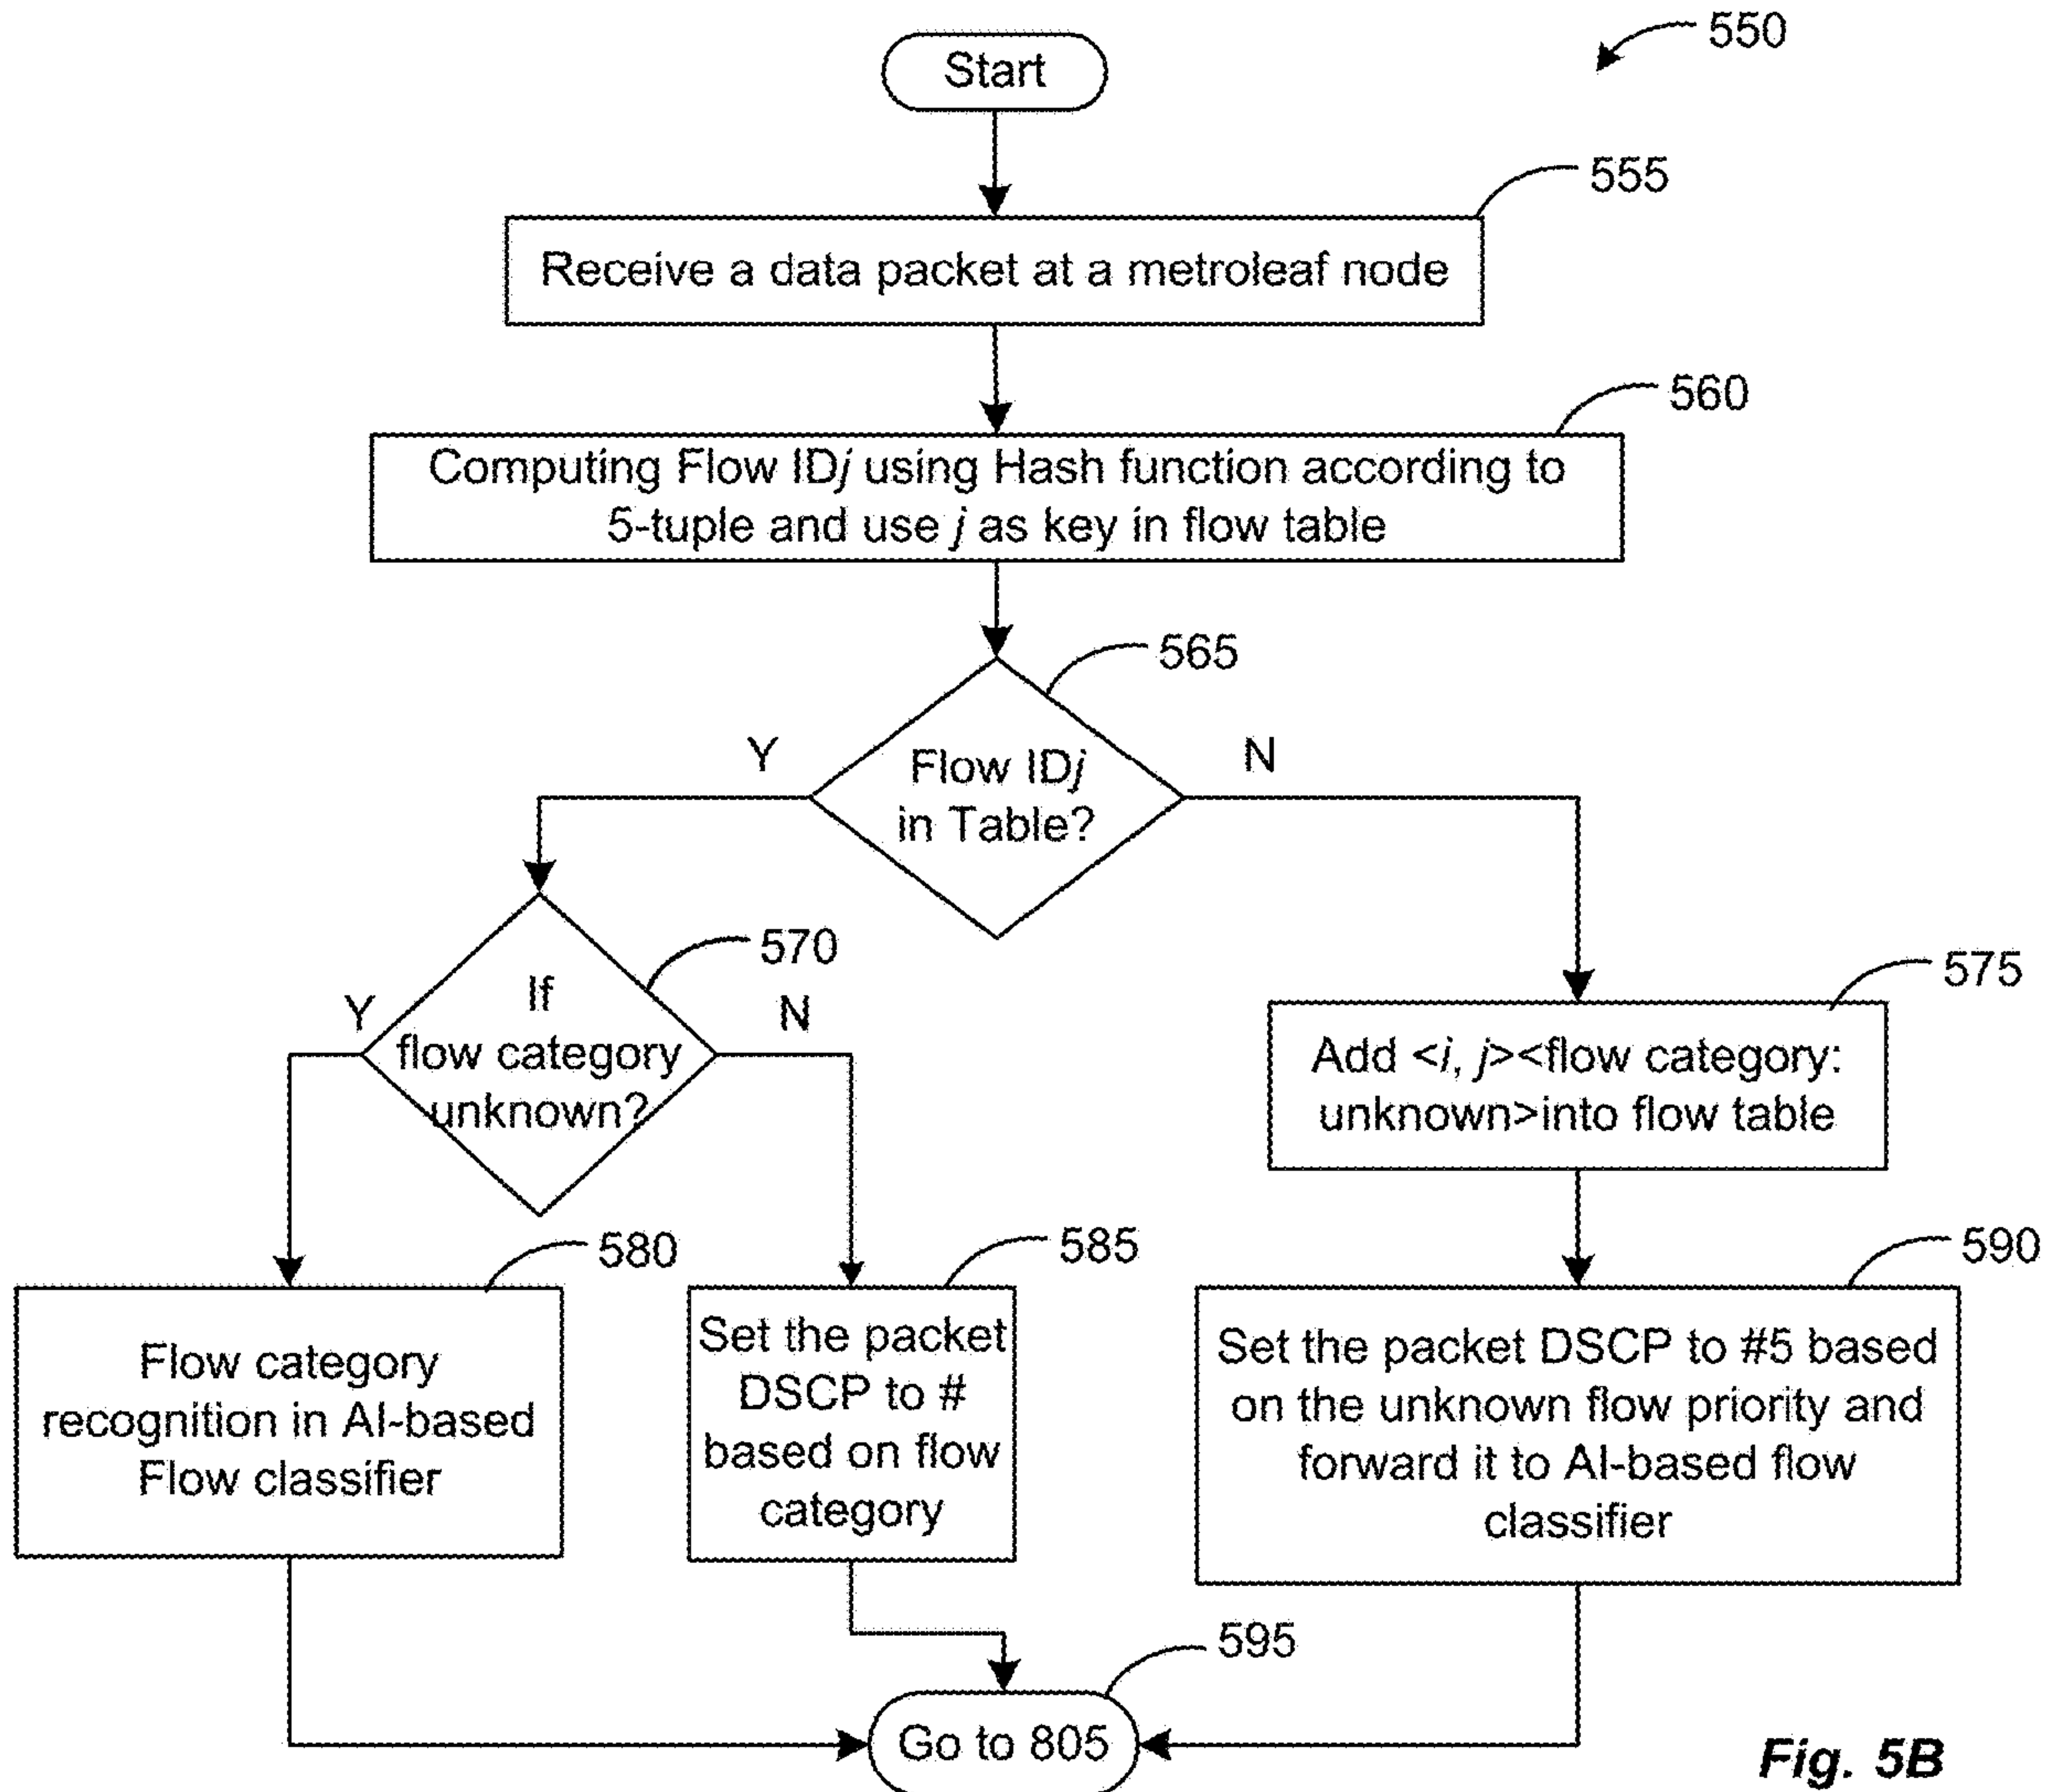 550
Start
555
Receive a data packet at a metroleaf node
560
Computing Flow IDj using Hash function according to
5-tuple and use j as key in flow table
565
Y
N
Flow IDj
in Table?
570
Y
N
If
flow category
unknown?
575
Add <i, j><flow category:
unknown>into flow table
580
Flow category
recognition in AI-based
Flow classifier
585
Set the packet
DSCP to #
based on flow
category
590
Set the packet DSCP to #5 based
on the unknown flow priority and
forward it to AI-based flow
classifier
595
Go to 805
Fig. 5B